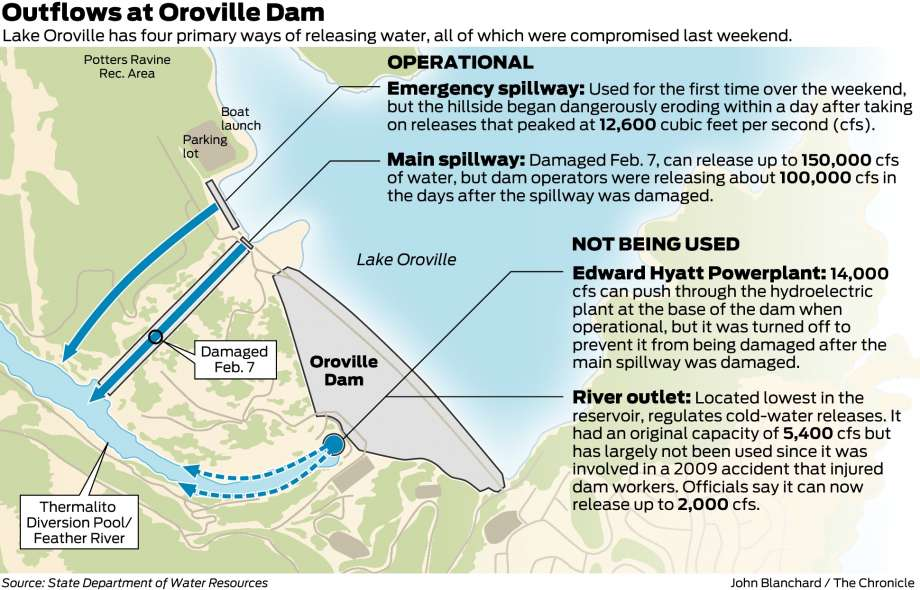 Outflows at Oroville Dam
Lake Oroville has four primary ways of releasing water, all of which were compromised last weekend.
Potters Ravine
Rec. Area
Boat
launch
Parking
lot
OPERATIONAL
Emergency spillway: Used for the first time over the weekend,
but the hillside began dangerously eroding within a day after taking
on releases that peaked at 12,600 cubic feet per second (cfs).
Main spillway: Damaged Feb. 7, can release up to 150,000 cfs
of water, but dam operators were releasing about 100,000 cfs in
the days after the spillway was damaged.
Lake Oroville
NOT BEING USED
Edward Hyatt Powerplant: 14,000
cfs can push through the hydroelectric
plant at the base of the dam when
operational, but it was turned off to
prevent it from being damaged after the
main spillway was damaged.
River outlet: Located lowest in the
reservoir, regulates cold-water releases. It
had an original capacity of 5,400 cfs but
has largely not been used since it was
involved in a 2009 accident that injured
dam workers. Officials say it can now
release up to 2,000 cfs.
Damaged
Feb. 7
Oroville
Dam
Thermalito
Diversion Pool/
Feather River
Source: State Department of Water Resources
John Blanchard / The Chronicle